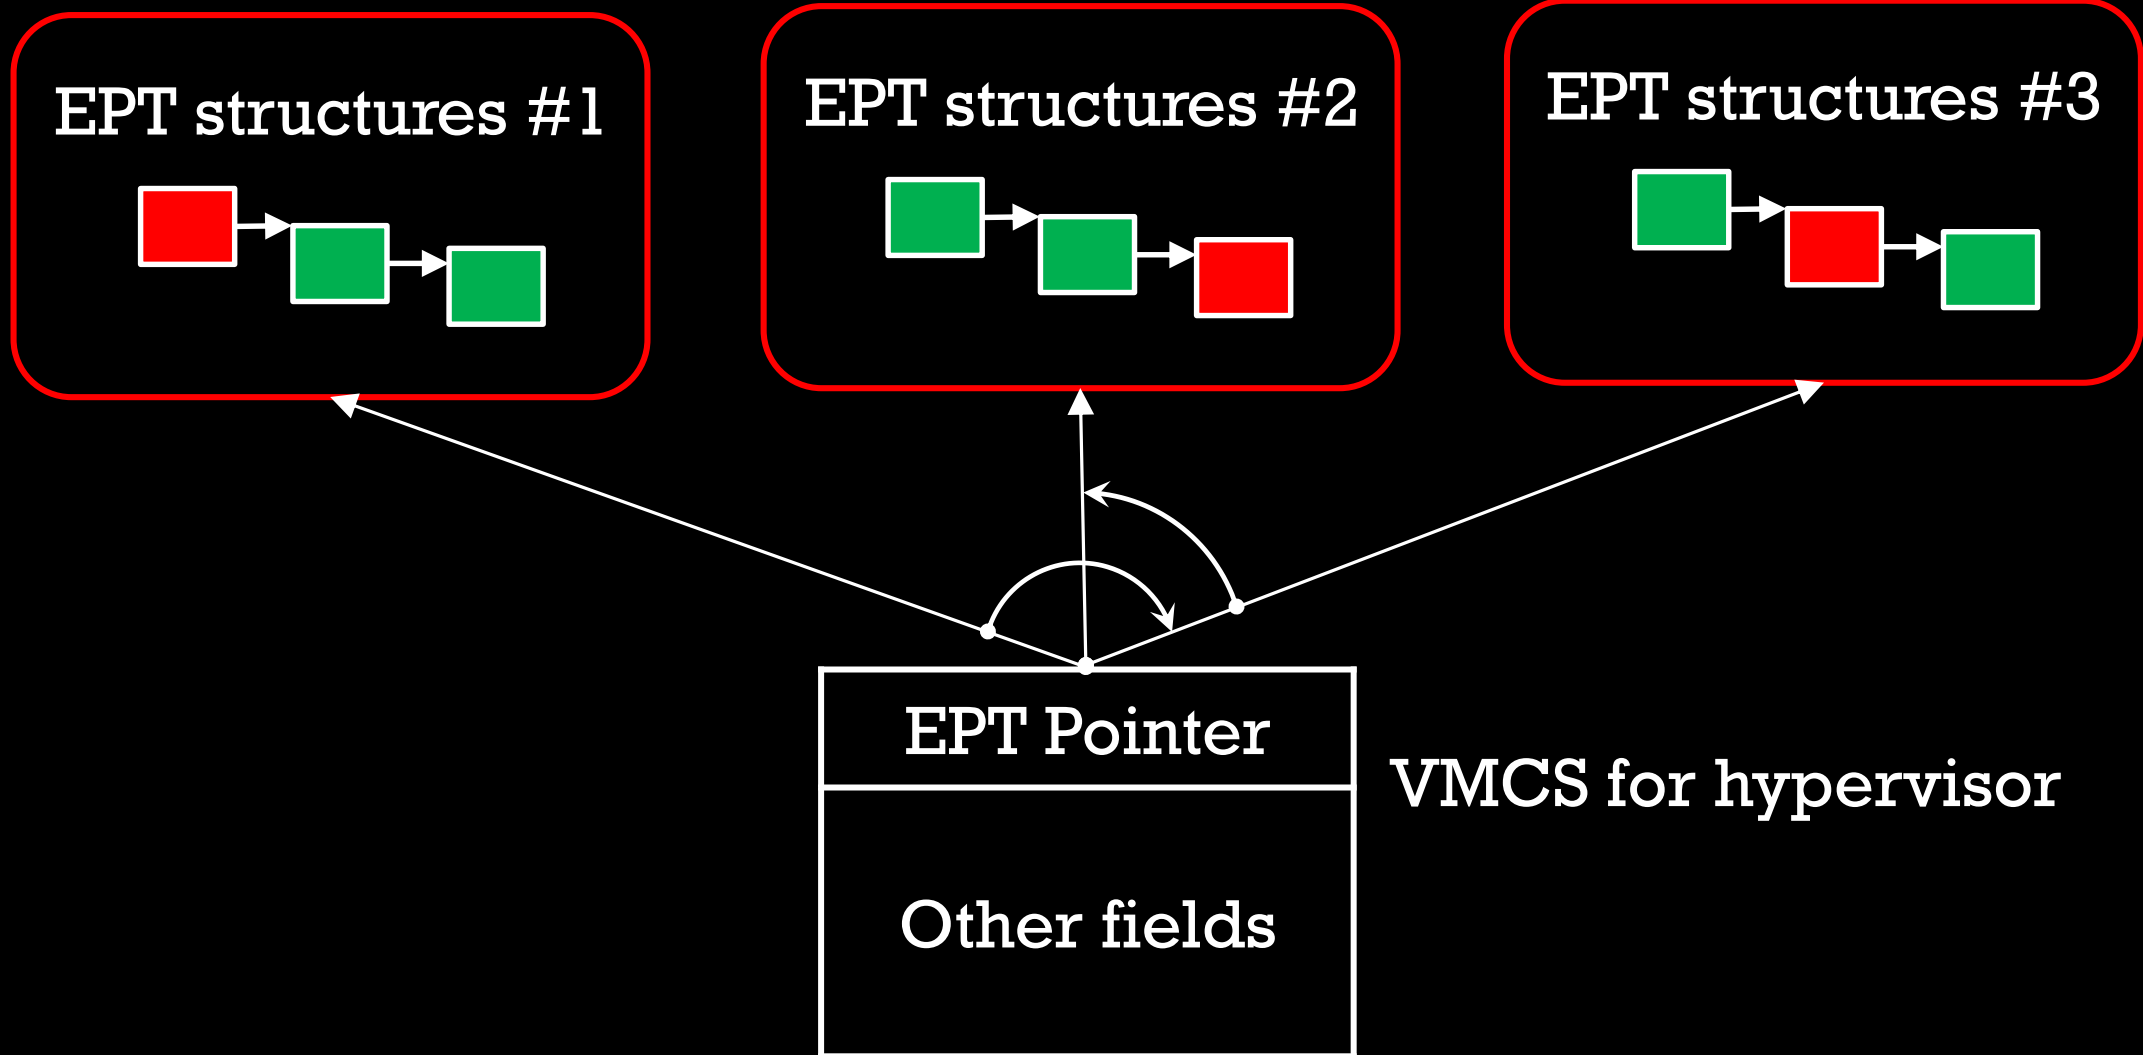 EPT structures #1
EPT structures #2
EPT structures #3
EPT Pointer
VMCS for hypervisor
Other fields